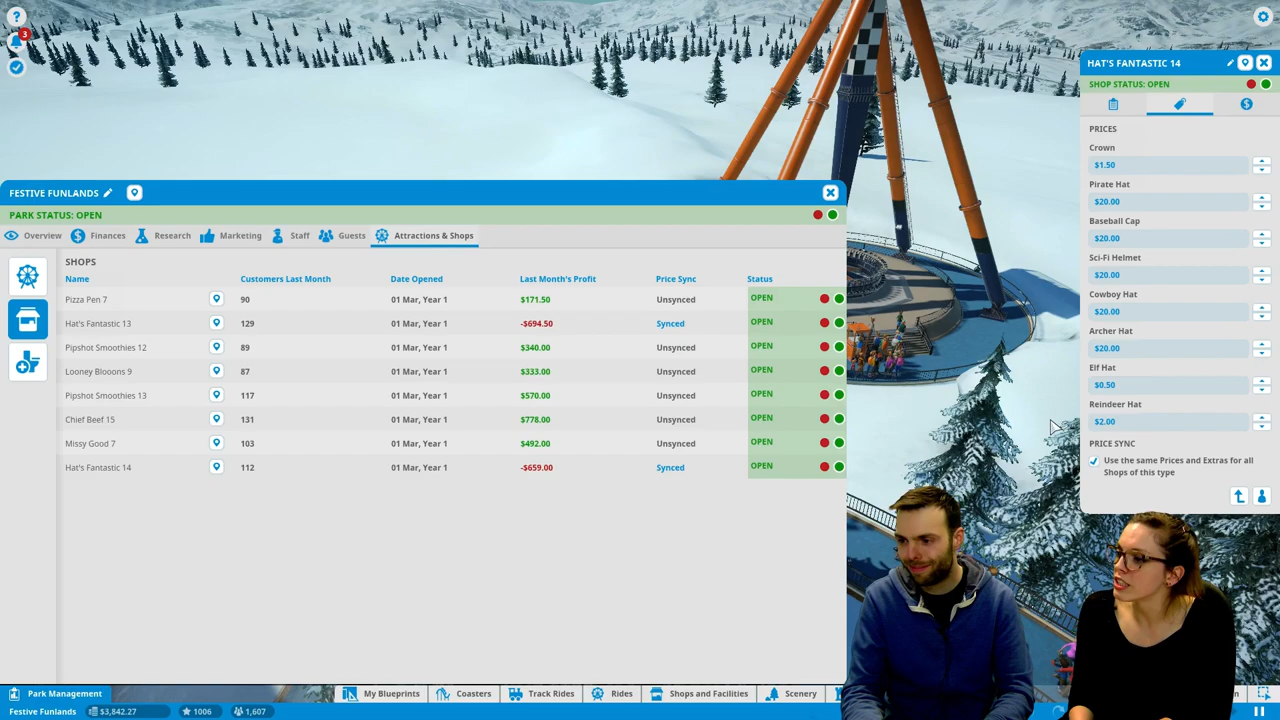 ?
3
HAT'S FANTASTIC 14
SHOP STATUS: OPEN
PRICES
Crown
$1.50
Pirate Hat
$20.00
Baseball Cap
$20.00
Sci-Fi Helmet
$20.00
Cowboy Hat
$20.00
Archer Hat
$20.00
Elf Hat
$0.50
Reindeer Hat
$2.00
PRICE SYNC
Use the same Prices and Extras for all
Shops of this type
FESTIVE FUNLANDS
PARK STATUS: OPEN
Overview Finances Research Marketing Staff Guests Attractions & Shops
SHOPS
Name Customers Last Month Date Opened Last Month's Profit Price Sync Status
Pizza Pen 7 90 01 Mar, Year 1 $171.50 Unsynced OPEN
Hat's Fantastic 13 129 01 Mar, Year 1 -$694.50 Synced OPEN
Pipshot Smoothies 12 89 01 Mar, Year 1 $340.00 Unsynced OPEN
Looney Blooons 9 87 01 Mar, Year 1 $333.00 Unsynced OPEN
Pipshot Smoothies 13 117 01 Mar, Year 1 $570.00 Unsynced OPEN
Chief Beef 15 131 01 Mar, Year 1 $778.00 Unsynced OPEN
Missy Good 7 103 01 Mar, Year 1 $492.00 Unsynced OPEN
Hat's Fantastic 14 112 01 Mar, Year 1 -$659.00 Synced OPEN
Park Management My Blueprints Coasters Track Rides Rides Shops and Facilities Scenery
Festive Funlands $3,842.27 1006 1,607